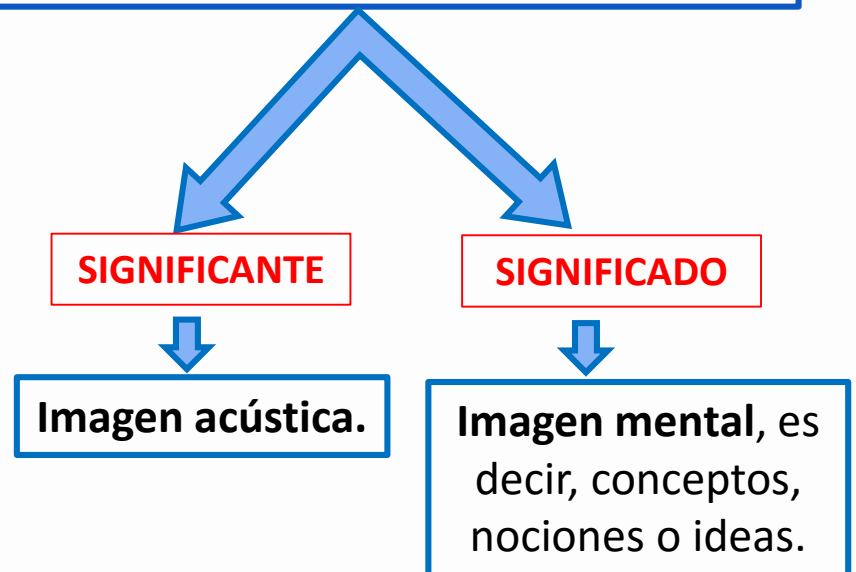 SIGNIFICANTE
SIGNIFICADO
Imagen acústica.
Imagen mental, es
decir, conceptos,
nociones o ideas.